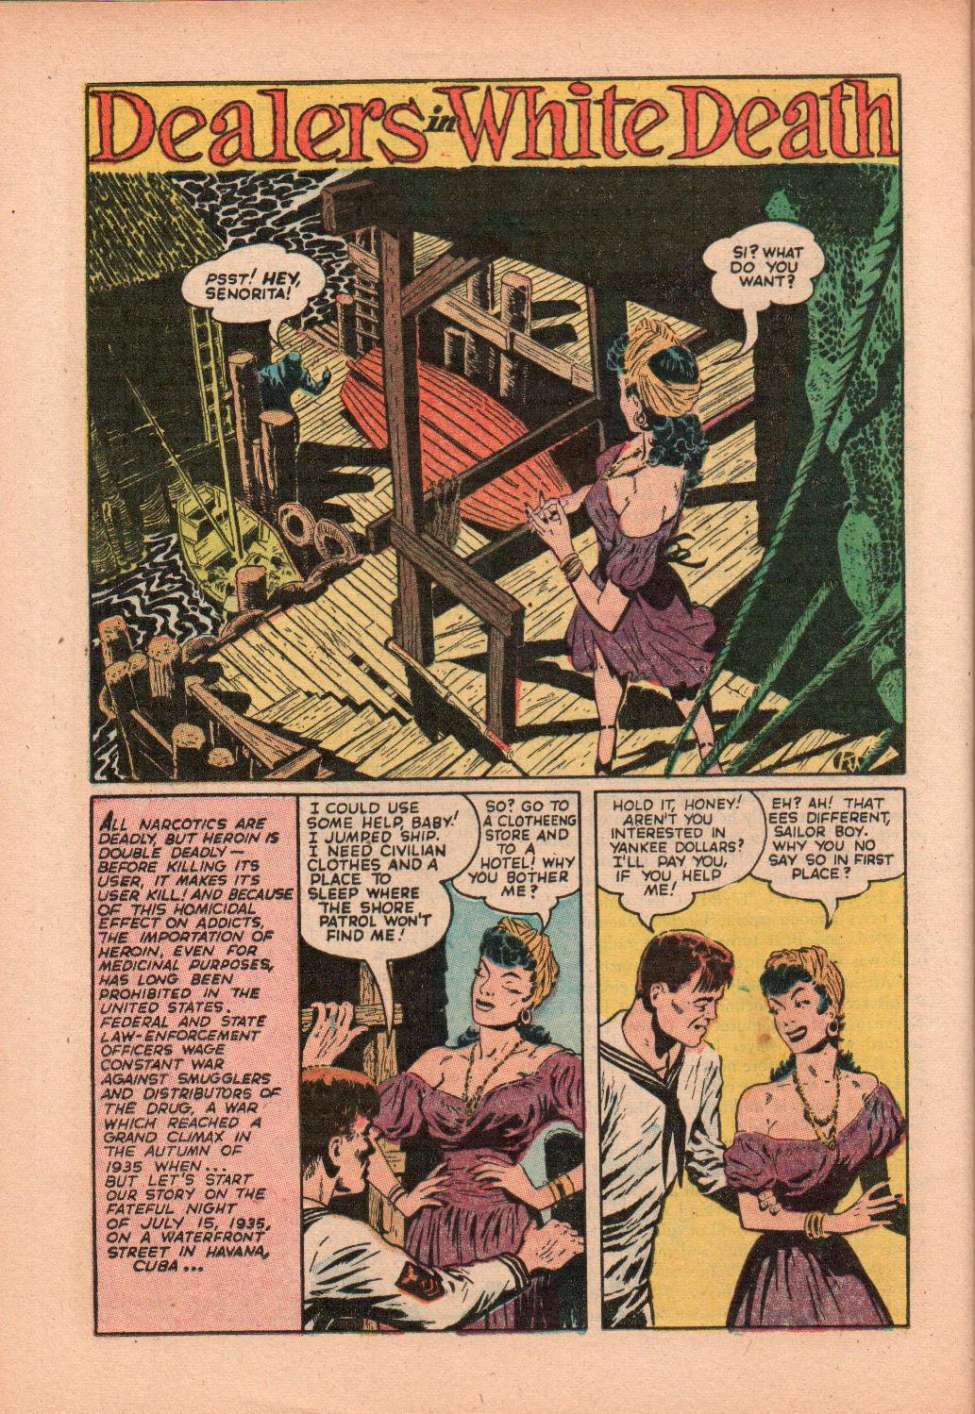 Dealers in White Death
PSST! HEY,
SENORITA!
SI? WHAT
DO YOU
WANT?
ALL NARCOTICS ARE
DEADLY, BUT HEROIN IS
DOUBLE DEADLY—
BEFORE KILLING ITS
USER, IT MAKES ITS
USER KILL! AND BECAUSE
OF THIS HOMICIDAL
EFFECT ON ADDICTS,
THE IMPORTATION OF
HEROIN, EVEN FOR
MEDICINAL PURPOSES,
HAS LONG BEEN
PROHIBITED IN THE
UNITED STATES.
FEDERAL AND STATE
LAW-ENFORCEMENT
OFFICERS WAGE
CONSTANT WAR
AGAINST SMUGGLERS
AND DISTRIBUTORS OF
THE DRUG, A WAR
WHICH REACHED A
GRAND CLIMAX IN
THE AUTUMN OF
1935 WHEN...
BUT LET'S START
OUR STORY ON THE
FATEFUL NIGHT
OF JULY 15, 1935,
ON A WATERFRONT
STREET IN HAVANA,
CUBA...
I COULD USE
SOME HELP, BABY!
I JUMPED SHIP.
I NEED CIVILIAN
CLOTHES AND A
PLACE TO
SLEEP WHERE
THE SHORE
PATROL WON'T
FIND ME!
SO? GO TO
A CLOTHEENG
STORE AND
TO A
HOTEL! WHY
YOU BOTHER
ME?
HOLD IT, HONEY!
AREN'T YOU
INTERESTED IN
YANKEE DOLLARS?
I'LL PAY YOU,
IF YOU HELP
ME!
EH? AH! THAT
EES DIFFERENT,
SAILOR BOY.
WHY YOU NO
SAY SO IN FIRST
PLACE?